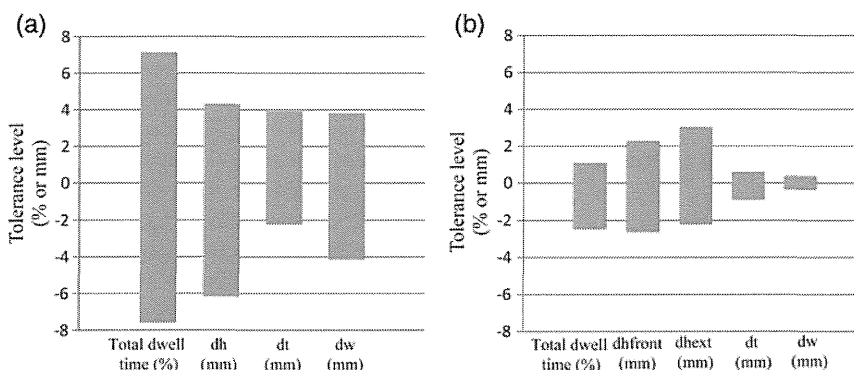 (a)
8
6
4
2
0
-2
-4
-6
-8
Tolerance level
(% or mm)
Total dwell
time (%)
dh
(mm)
dt
(mm)
dw
(mm)
(b)
8
6
4
2
0
-2
-4
-6
-8
Tolerance level
(% or mm)
Total dwell
time (%)
dhfront
(mm)
dhext
(mm)
dt
(mm)
dw
(mm)